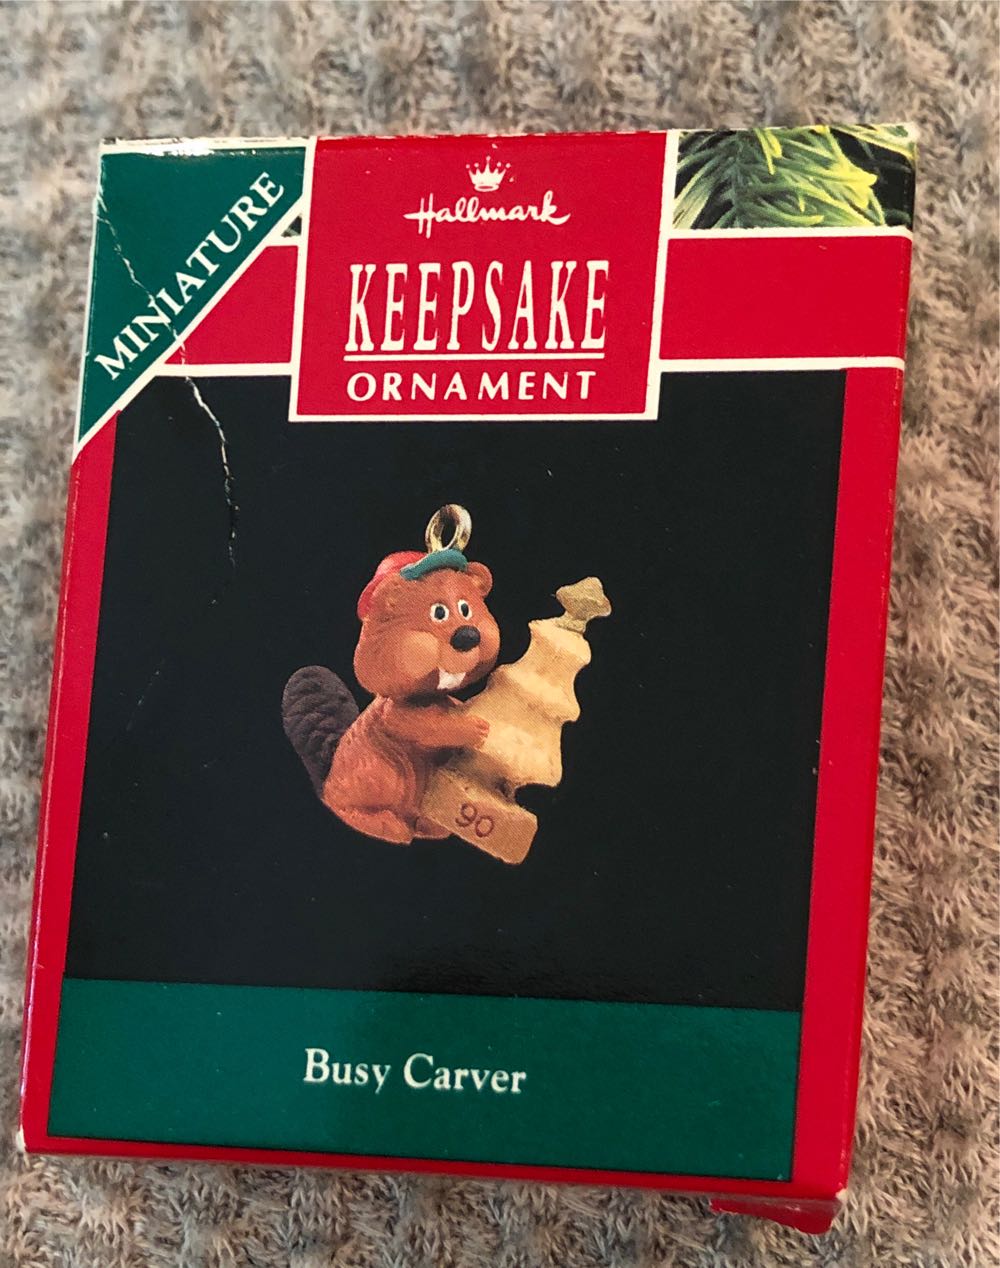 MINIATURE
Hallmark
KEEPSAKE
ORNAMENT
90
Busy Carver